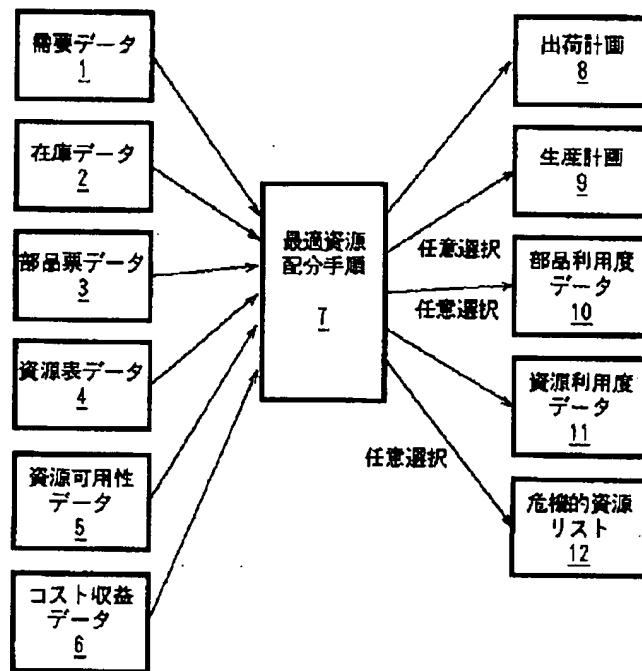 需要データ
1
在庫データ
2
部品票データ
3
資源表データ
4
資源可用性
データ
5
コスト収益
データ
6
最適資源
配分手順
7
任意選択
任意選択
任意選択
出荷計画
8
生産計画
9
部品利用度
データ
10
資源利用度
データ
11
危機的資源
リスト
12